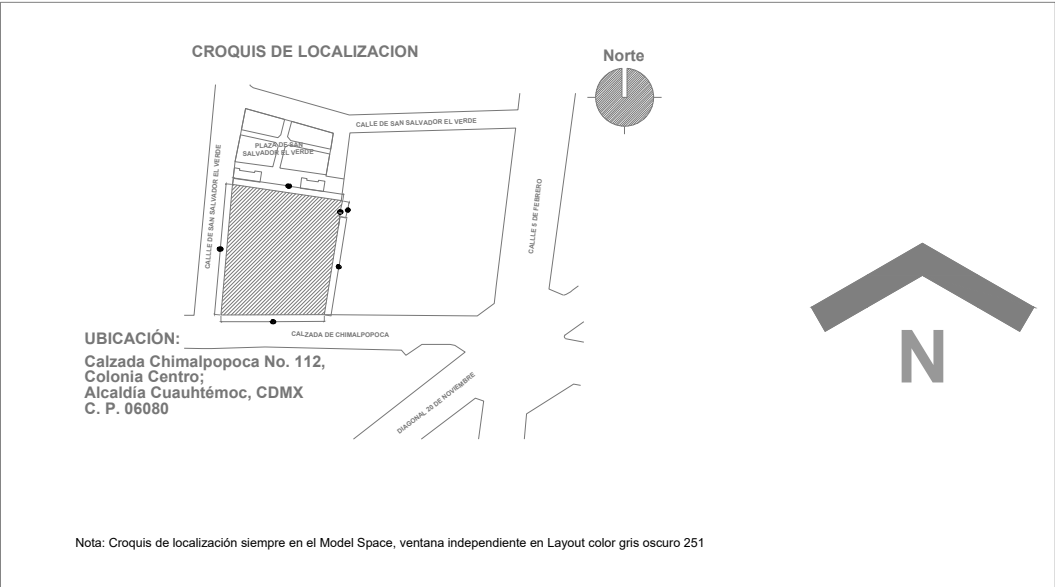 CROQUIS DE LOCALIZACION
Norte
CALLE DE SAN SALVADOR EL VERDE
PLAZA DE SAN
SALVADOR EL VERDE
CALLLE DE SAN SALVADOR EL VERDE
CALLLE 5 DE FEBRERO
CALZADA DE CHIMALPOPOCA
DIAGONAL 20 DE NOVIEMBRE
UBICACIÓN:
Calzada Chimalpopoca No. 112,
Colonia Centro;
Alcaldía Cuauhtémoc, CDMX
C. P. 06080
N
Nota: Croquis de localización siempre en el Model Space, ventana independiente en Layout color gris oscuro 251